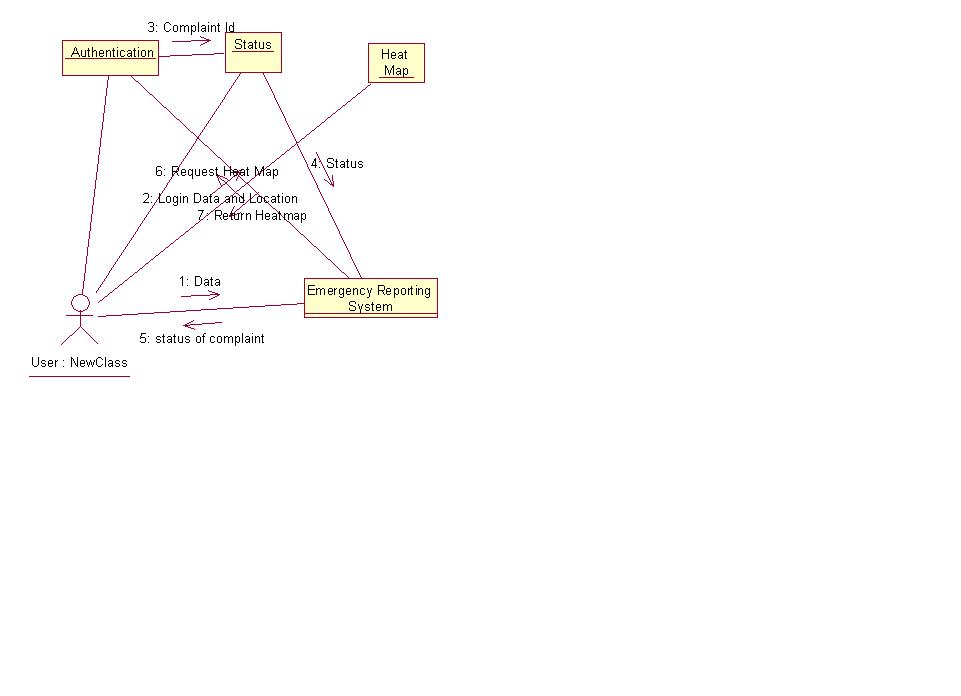 3: Complaint Id
Authentication
Status
Heat
Map
4: Status
6: Request Heat Map
2: Login Data and Location
7: Return Heatmap
1: Data
Emergency Reporting
System
5: status of complaint
User : NewClass